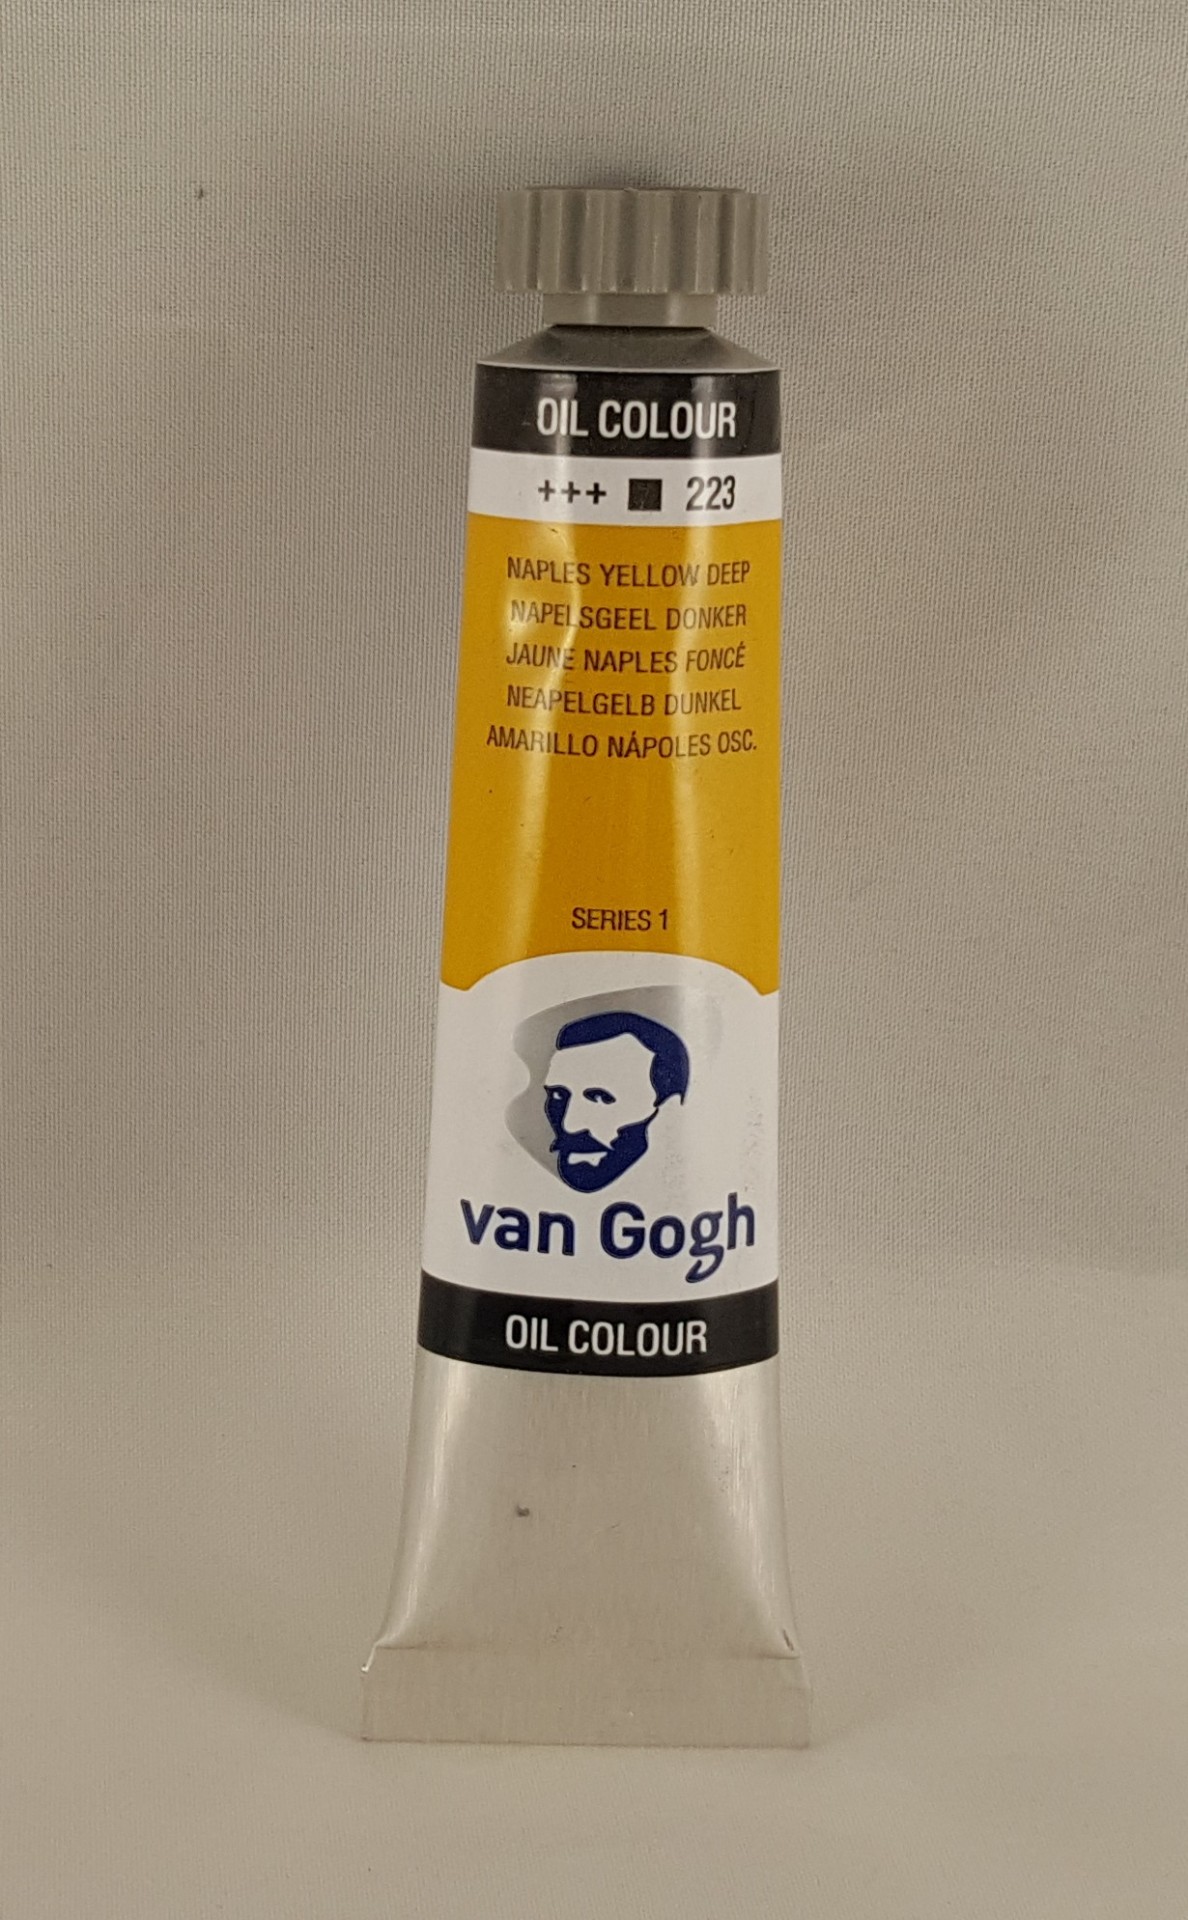 OIL COLOUR
+++ ■ 223
NAPLES YELLOW DEEP
NAPELSGEEL DONKER
JAUNE NAPLES FONCÉ
NEAPELGELB DUNKEL
AMARILLO NÁPOLES OSC.
SERIES 1
van Gogh
OIL COLOUR